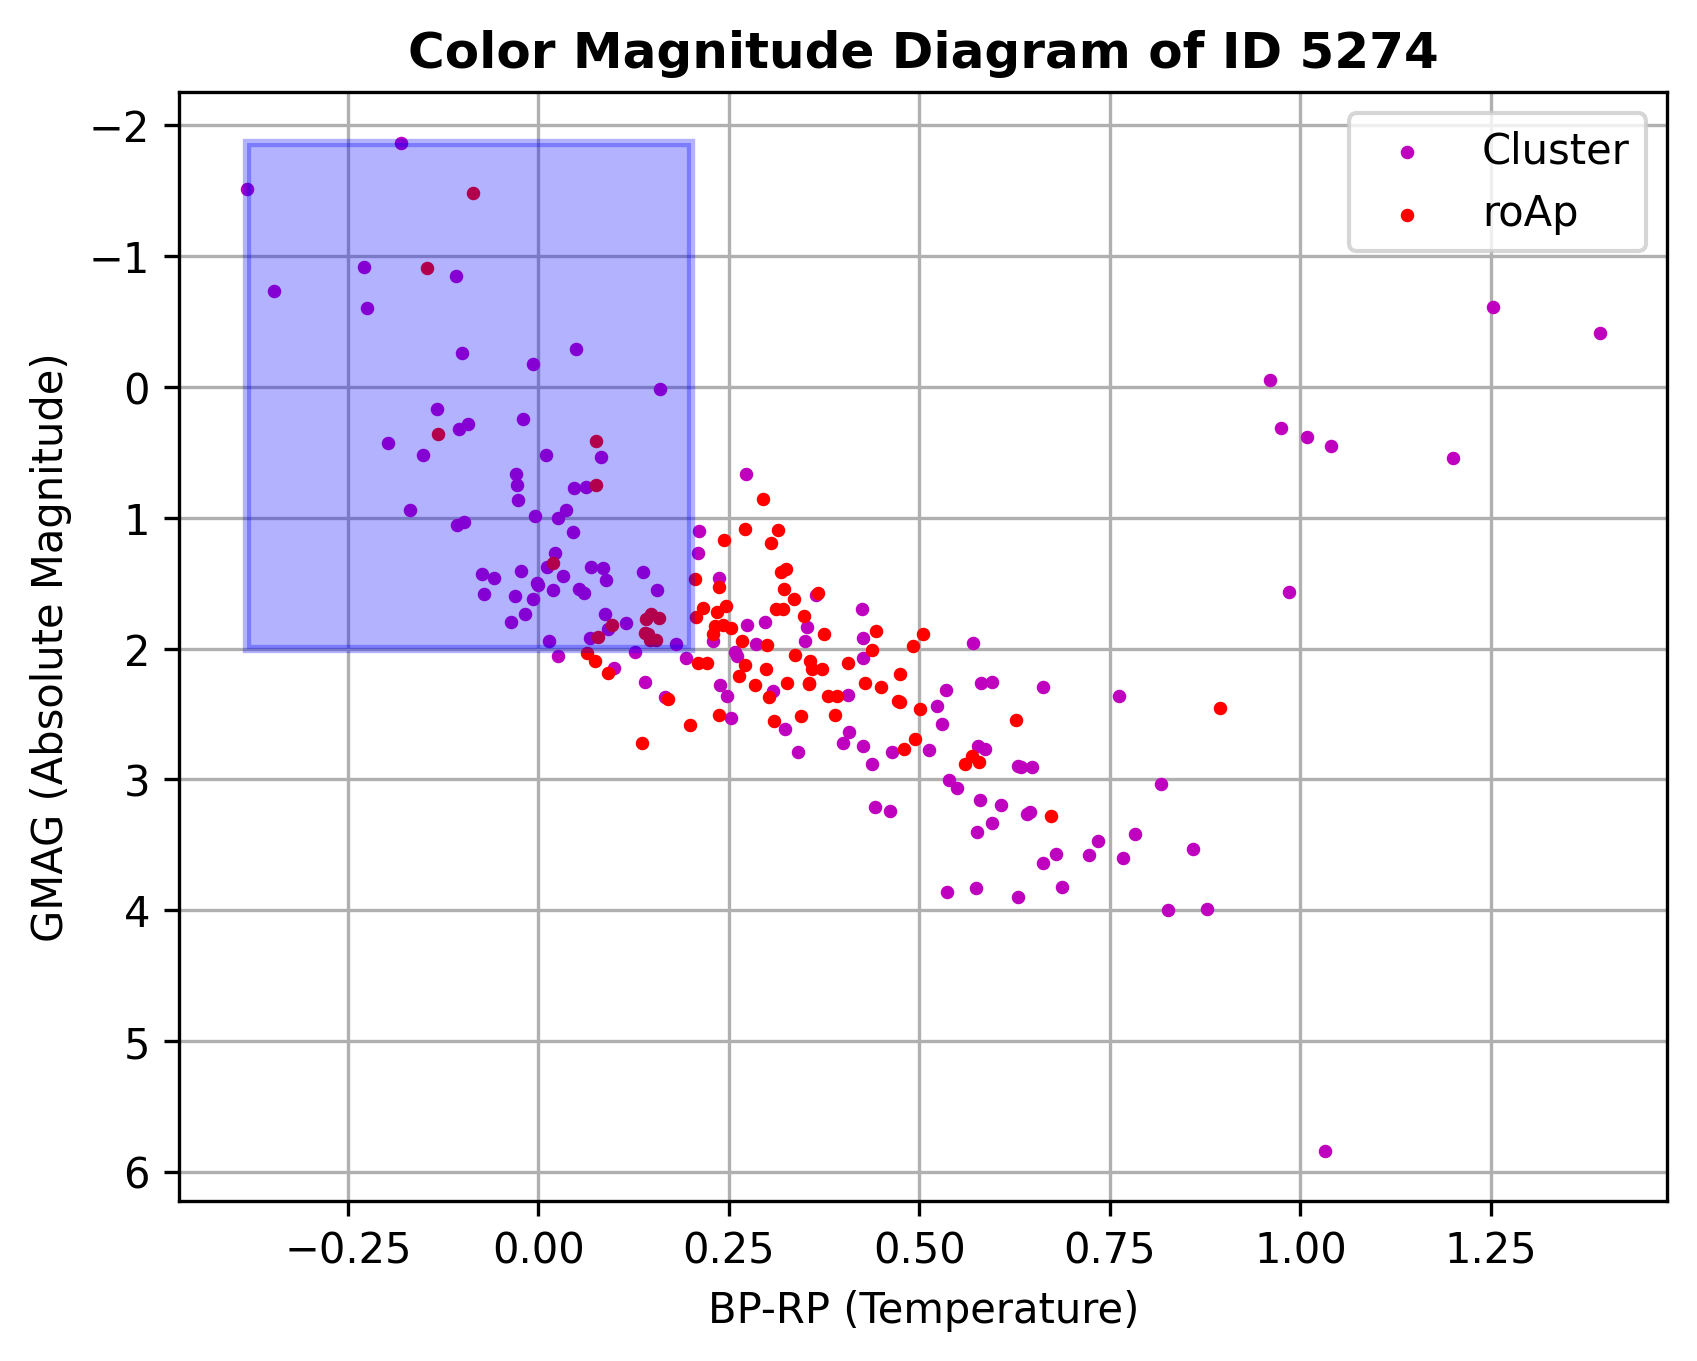 Color Magnitude Diagram of ID 5274
Cluster
roAp
−2
−1
0
1
2
3
4
5
6
GMAG (Absolute Magnitude)
−0.25 0.00 0.25 0.50 0.75 1.00 1.25
BP-RP (Temperature)